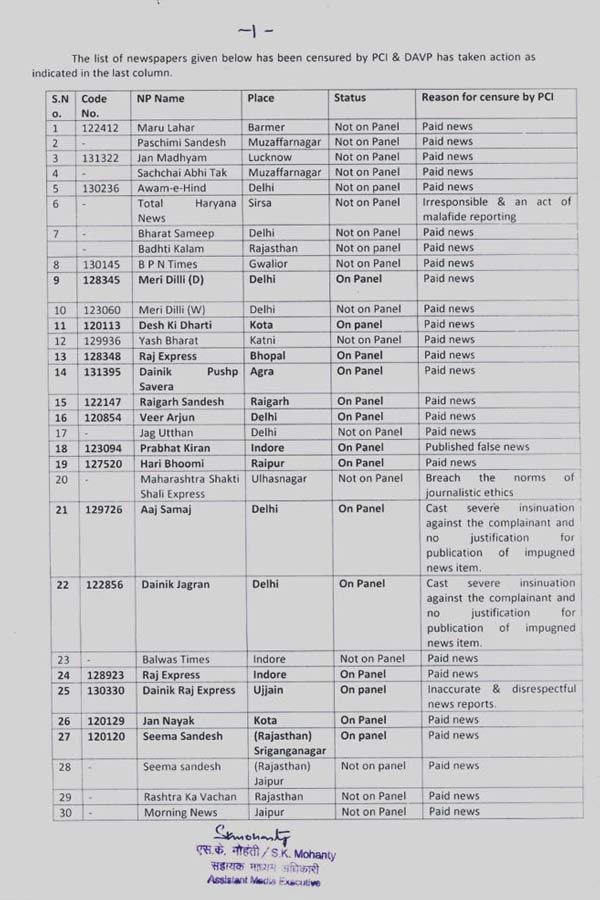 -1-
The list of newspapers given below has been censured by PCI & DAVP has taken action as
indicated in the last column.
S.N Code NP Name Place Status Reason for censure by PCI
o. No.
1 122412 Maru Lahar Barmer Not on Panel Paid news
2 - Paschimi Sandesh Muzaffarnagar Not on Panel Paid news
3 131322 Jan Madhyam Lucknow Not on Panel Paid news
4 - Sachchai Abhi Tak Muzaffarnagar Not on Panel Paid news
5 130236 Awam-e-Hind Delhi Not on panel Paid news
6 - Total Haryana Sirsa Not on Panel Irresponsible & an act of
News malafide reporting
7 - Bharat Sameep Delhi Not on Panel Paid news
- Badhti Kalam Rajasthan Not on Panel Paid news
8 130145 B P N Times Gwalior Not on Panel Paid news
9 128345 Meri Dilli (D) Delhi On Panel Paid news
10 123060 Meri Dilli (W) Delhi Not on Panel Paid news
11 120113 Desh Ki Dharti Kota On panel Paid news
12 129936 Yash Bharat Katni Not on Panel Paid news
13 128348 Raj Express Bhopal On Panel Paid news
14 131395 Dainik Pushp Agra On Panel Paid news
Savera
15 122147 Raigarh Sandesh Raigarh On Panel Paid news
16 120854 Veer Arjun Delhi On Panel Paid news
17 - Jag Utthan Delhi Not on Panel Paid news
18 123094 Prabhat Kiran Indore On Panel Published false news
19 127520 Hari Bhoomi Raipur On Panel Paid news
20 - Maharashtra Shakti Ulhasnagar Not on Panel Breach the norms of
Shali Express journalistic ethics
21 129726 Aaj Samaj Delhi On Panel Cast severe insinuation
against the complainant and
no justification for
publication of impugned
news item.
22 122856 Dainik Jagran Delhi On Panel Cast severe insinuation
against the complainant and
no justification for
publication of impugned
news item.
23 - Balwas Times Indore Not on Panel Paid news
24 128923 Raj Express Indore On Panel Paid news
25 130330 Dainik Raj Express Ujjain On panel Inaccurate & disrespectful
news reports.
26 120129 Jan Nayak Kota On Panel Paid news
27 120120 Seema Sandesh (Rajasthan) On panel Paid news
Sriganganagar
28 - Seema sandesh (Rajasthan) Not on panel Paid news
Jaipur
29 - Rashtra Ka Vachan Rajasthan Not on Panel Paid news
30 - Morning News Jaipur Not on Panel Paid news
Skmohanty
एस.के. मोहंती / S.K. Mohanty
सहायक माध्यम अधिकारी
Assistant Media Executive